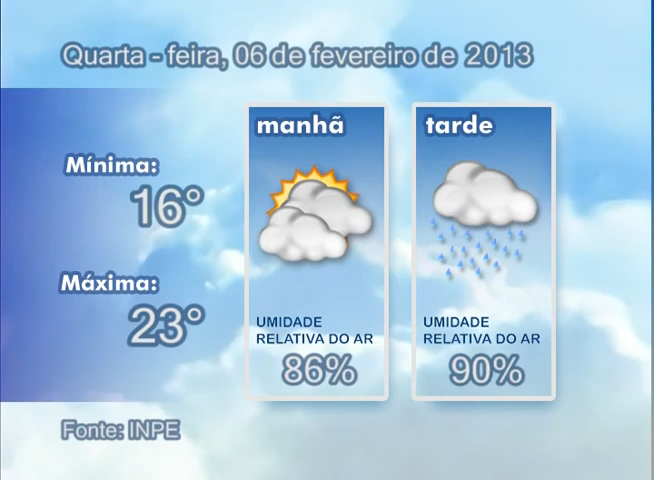 Quarta - feira, 06 de fevereiro de 2013
Mínima:
16°
Máxima:
23°
manhã
UMIDADE
RELATIVA DO AR
86%
tarde
UMIDADE
RELATIVA DO AR
90%
Fonte: INPE